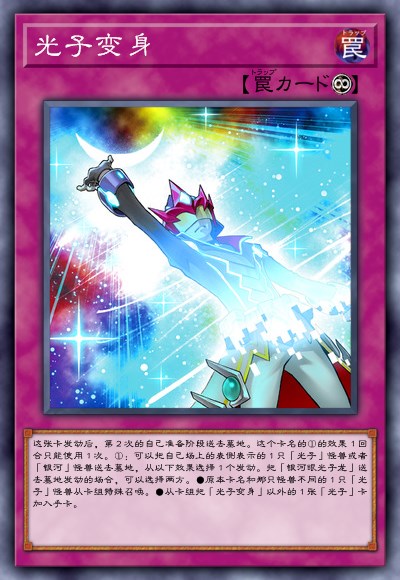 光子变身
トラップ
罠
トラップ
【罠カード】
这张卡发动后，第2次的自己准备阶段送去墓地。这个卡名的①的效果1回
合只能使用1次。①：可以把自己场上的表侧表示的1只「光子」怪兽或者
「银河」怪兽送去墓地，从以下效果选择1个发动。把「银河眼光子龙」送
去墓地发动的场合，可以选择两方。●原本卡名和那只怪兽不同的1只「光
子」怪兽从卡组特殊召唤。●从卡组把「光子变身」以外的1张「光子」卡
加入手卡。